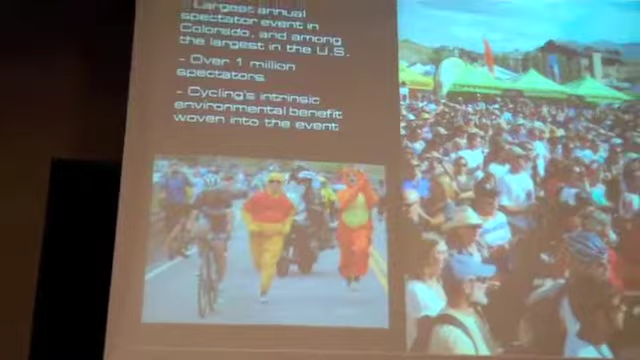 Largest annual
spectator event in
Colorado, and among
the largest in the U.S.
- Over 1 million
spectators
- Cycling's intrinsic
environmental benefit
woven into the event